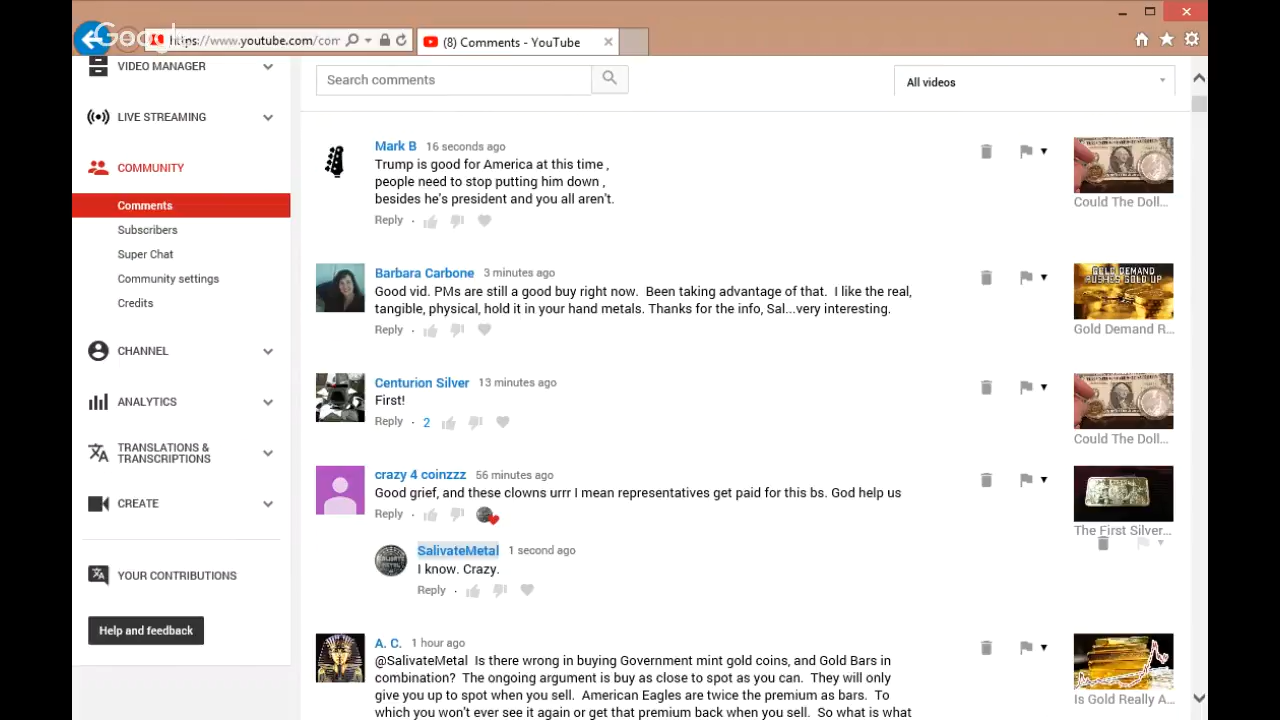 Google
https://www.youtube.com/com
(8) Comments - YouTube
VIDEO MANAGER
LIVE STREAMING
COMMUNITY
Comments
Subscribers
Super Chat
Community settings
Credits
CHANNEL
ANALYTICS
TRANSLATIONS &
TRANSCRIPTIONS
CREATE
YOUR CONTRIBUTIONS
Help and feedback
Search comments
All videos
Mark B 16 seconds ago
Trump is good for America at this time ,
people need to stop putting him down ,
besides he's president and you all aren't.
Reply
Could The Doll...
Barbara Carbone 3 minutes ago
Good vid. PMs are still a good buy right now. Been taking advantage of that. I like the real,
tangible, physical, hold it in your hand metals. Thanks for the info, Sal...very interesting.
Reply
GOLD DEMAND
PUSHES GOLD UP
Gold Demand R...
Centurion Silver 13 minutes ago
First!
Reply · 2
Could The Doll...
crazy 4 coinzzz 56 minutes ago
Good grief, and these clowns urrr I mean representatives get paid for this bs. God help us
Reply
The First Silver...
SalivateMetal 1 second ago
I know. Crazy.
Reply
A. C. 1 hour ago
@SalivateMetal Is there wrong in buying Government mint gold coins, and Gold Bars in
combination? The ongoing argument is buy as close to spot as you can. They will only
give you up to spot when you sell. American Eagles are twice the premium as bars. To
which you won't ever see it again or get that premium back when you sell. So what is what
Is Gold Really A...